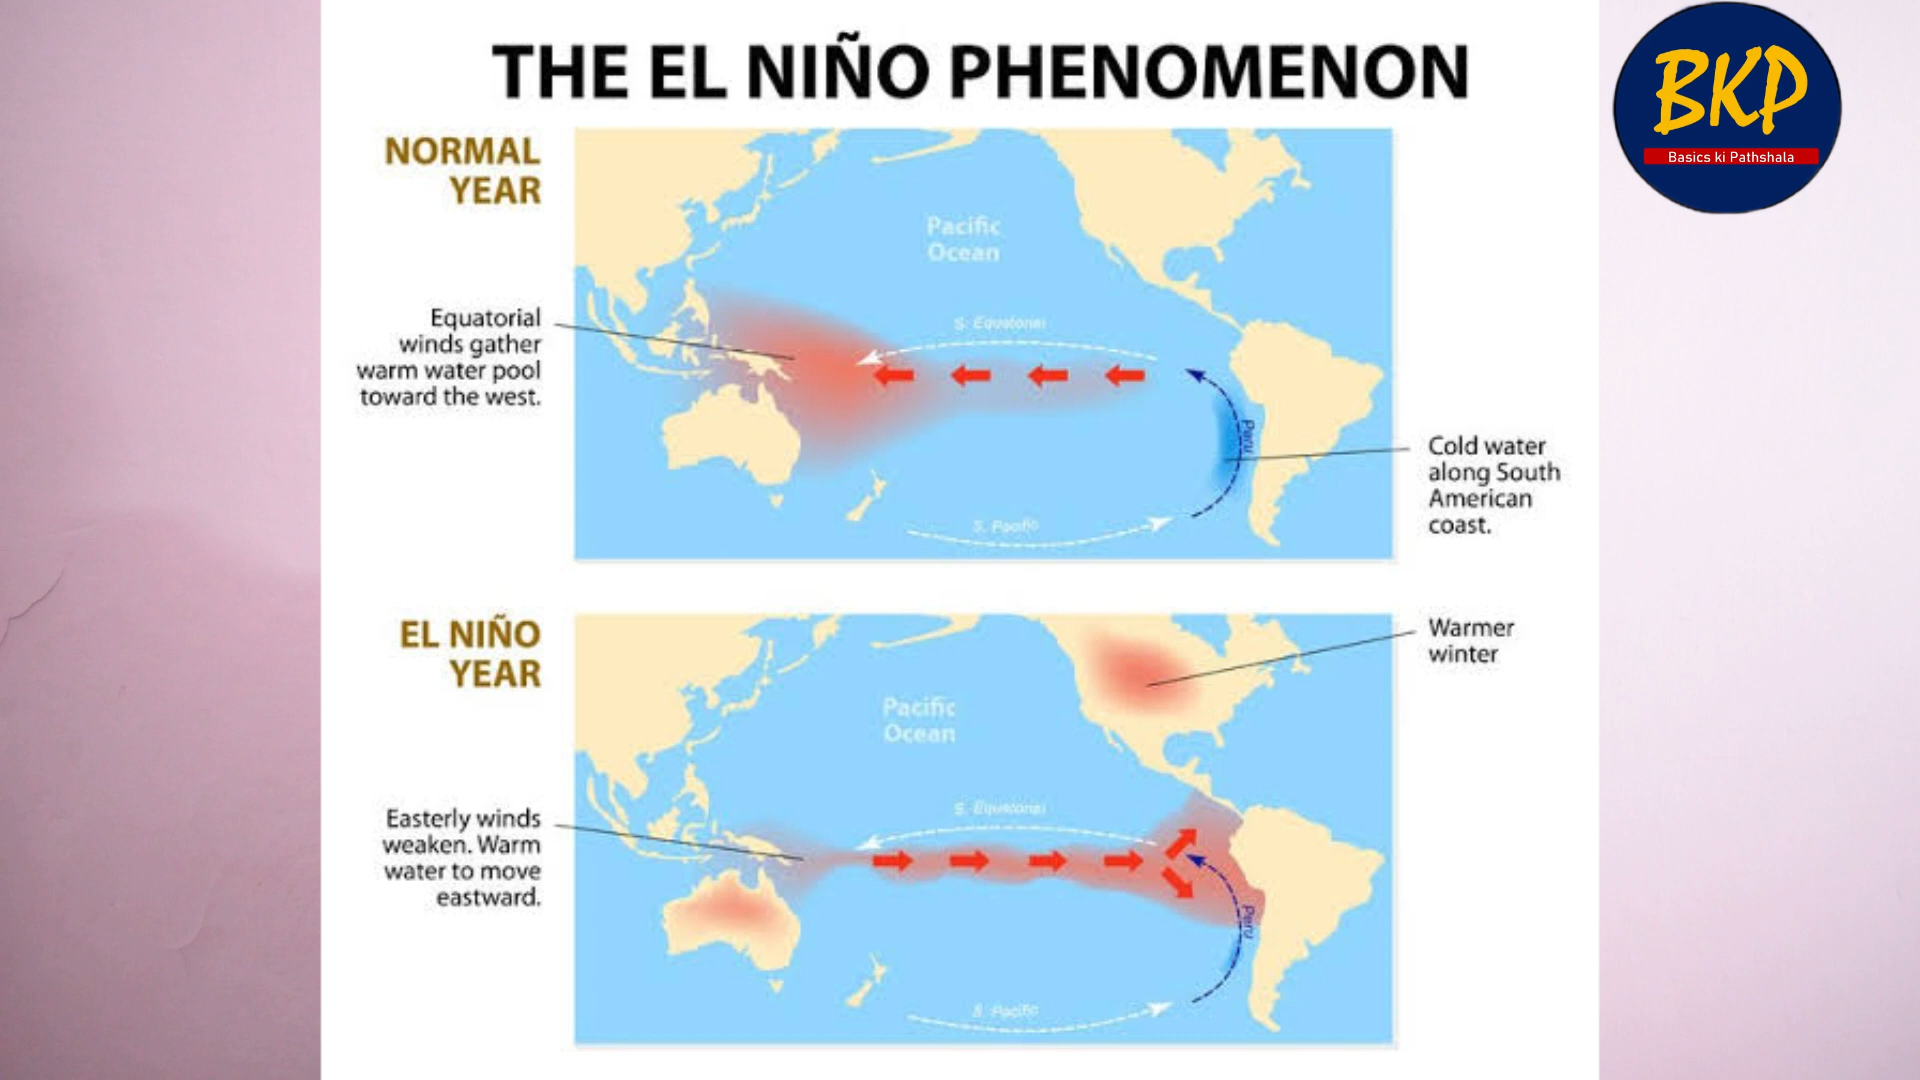 THE EL NIÑO PHENOMENON
BKP
Basics ki Pathshala
NORMAL
YEAR
Pacific
Ocean
S. Equatorial
Equatorial
winds gather
warm water pool
toward the west.
Peru
Cold water
along South
American
coast.
S. Pacific
EL NIÑO
YEAR
Warmer
winter
Pacific
Ocean
S. Equatorial
Easterly winds
weaken. Warm
water to move
eastward.
Peru
S. Pacific